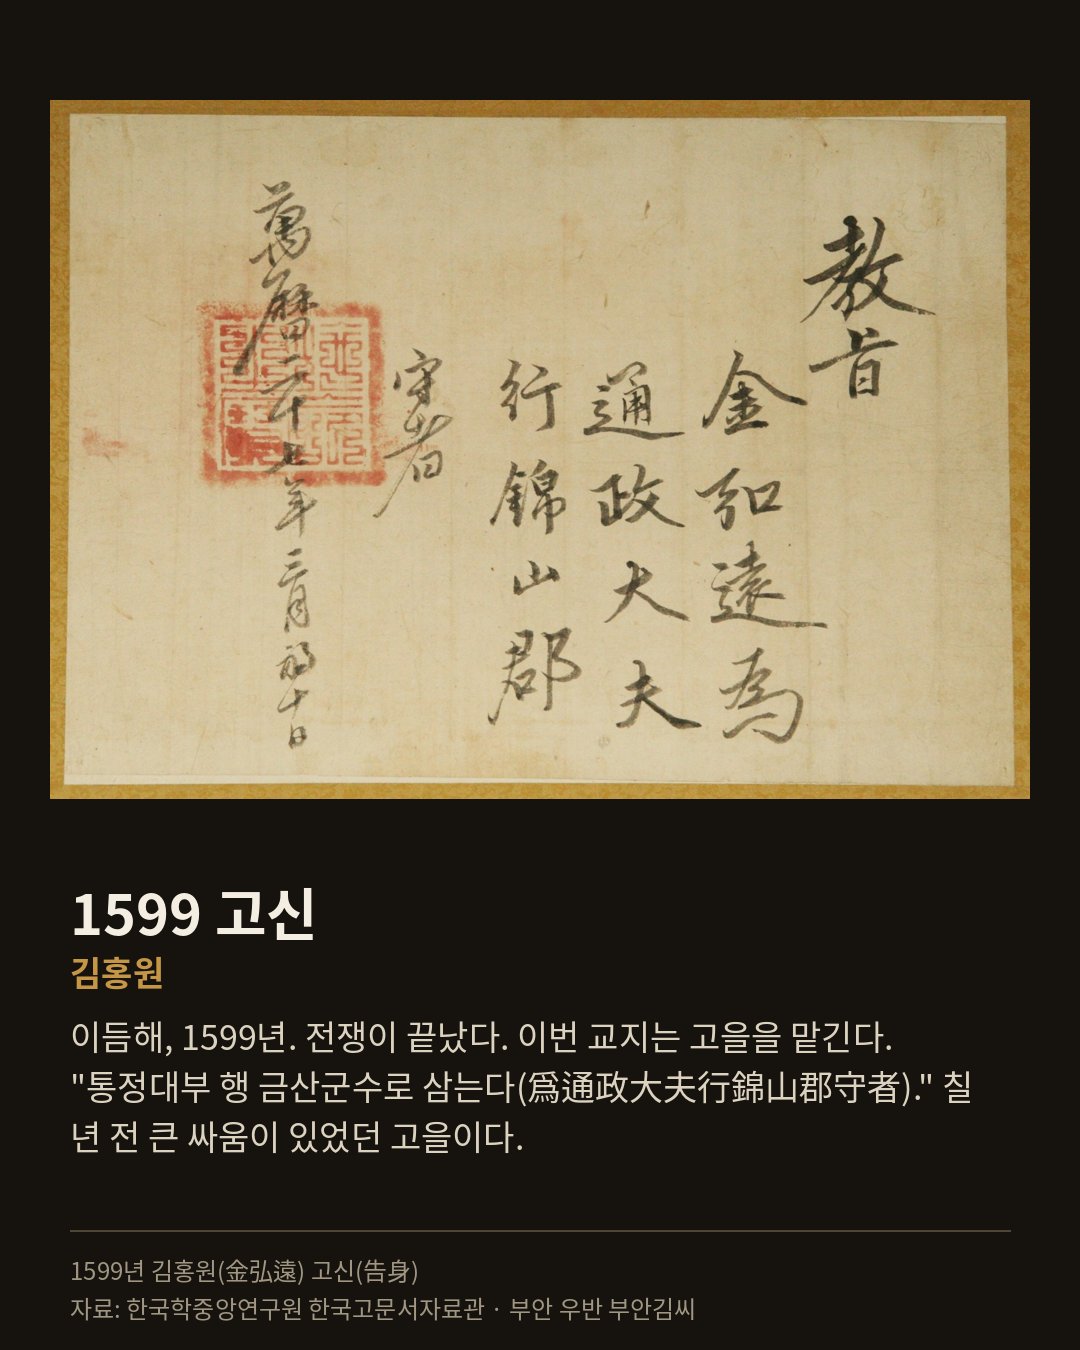 教旨
金弘遠為
通政大夫
行錦山郡
守者
萬曆二十七年三月初十日
1599 고신
김홍원
이듬해, 1599년. 전쟁이 끝났다. 이번 교지는 고을을 맡긴다.
"통정대부 행 금산군수로 삼는다(爲通政大夫行錦山郡守者)." 칠
년 전 큰 싸움이 있었던 고을이다.
1599년 김홍원(金弘遠) 고신(告身)
자료: 한국학중앙연구원 한국고문서자료관 · 부안 우반 부안김씨